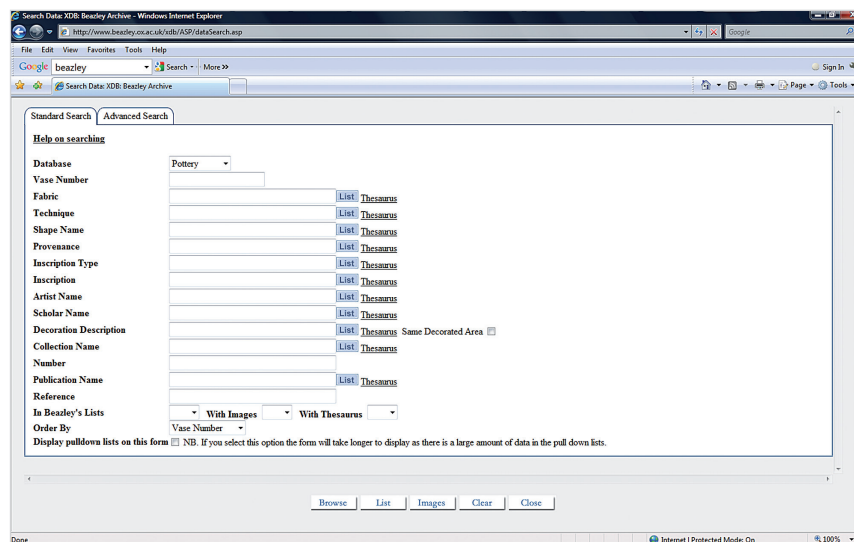 Search Data: XDB: Beazley Archive - Windows Internet Explorer
http://www.beazley.ox.ac.uk/xdb/ASP/dataSearch.asp
Google
File Edit View Favorites Tools Help
Google beazley Search More >> Sign In
Search Data: XDB: Beazley Archive Page Tools
Standard Search Advanced Search
Help on searching
Database Pottery
Vase Number
Fabric List Thesaurus
Technique List Thesaurus
Shape Name List Thesaurus
Provenance List Thesaurus
Inscription Type List Thesaurus
Inscription List Thesaurus
Artist Name List Thesaurus
Scholar Name List Thesaurus
Decoration Description List Thesaurus Same Decorated Area
Collection Name List Thesaurus
Number
Publication Name List Thesaurus
Reference
In Beazley's Lists With Images With Thesaurus
Order By Vase Number
Display pulldown lists on this form NB. If you select this option the form will take longer to display as there is a large amount of data in the pull down lists.
Browse List Images Clear Close
Done Internet | Protected Mode: On 100%